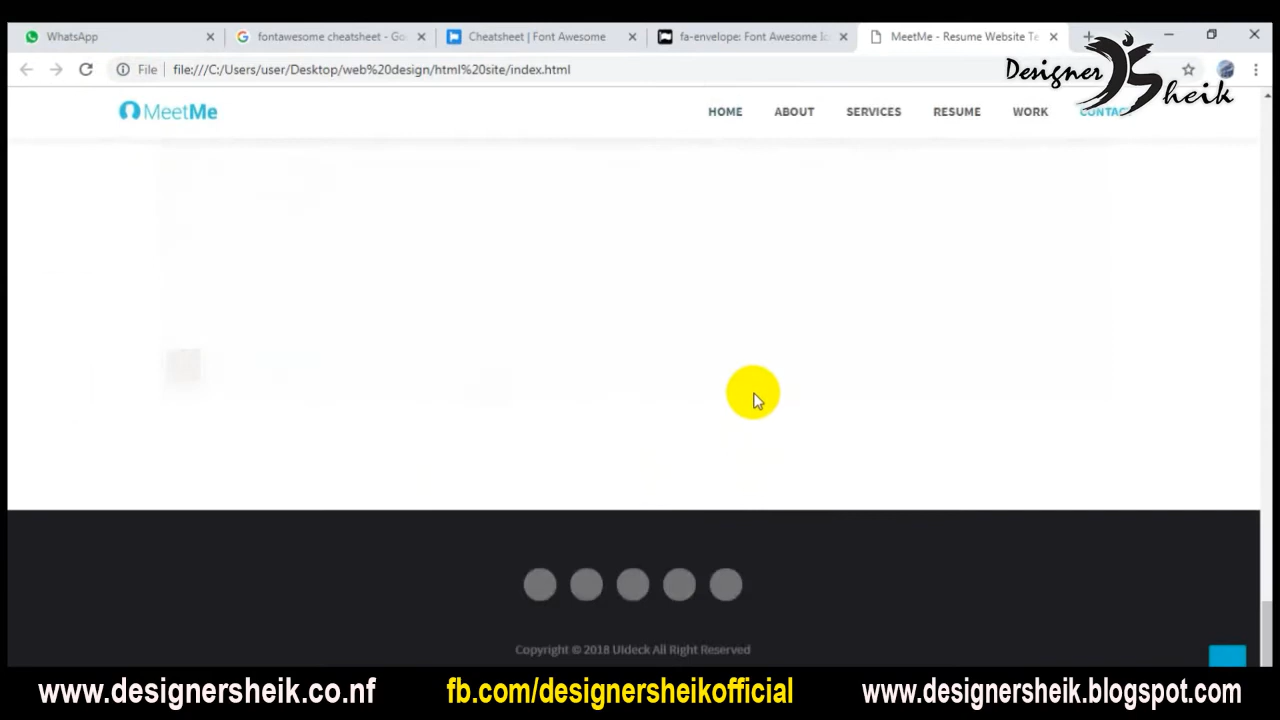 WhatsApp
fontawesome cheatsheet - Go
Cheatsheet | Font Awesome
fa-envelope: Font Awesome Ic
MeetMe - Resume Website Te
File
file:///C:/Users/user/Desktop/web%20design/html%20site/index.html
Designer Sheik
MeetMe
HOME
ABOUT
SERVICES
RESUME
WORK
CONTAC
Copyright © 2018 UIdeck All Right Reserved
www.designersheik.co.nf
fb.com/designersheikofficial
www.designersheik.blogspot.com